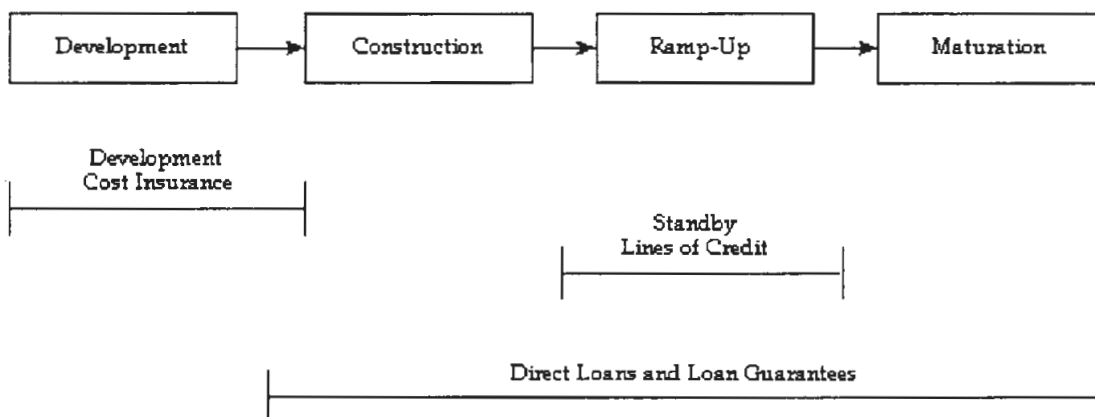 Development
Construction
Ramp-Up
Maturation
Development
Cost Insurance
Standby
Lines of Credit
Direct Loans and Loan Guarantees